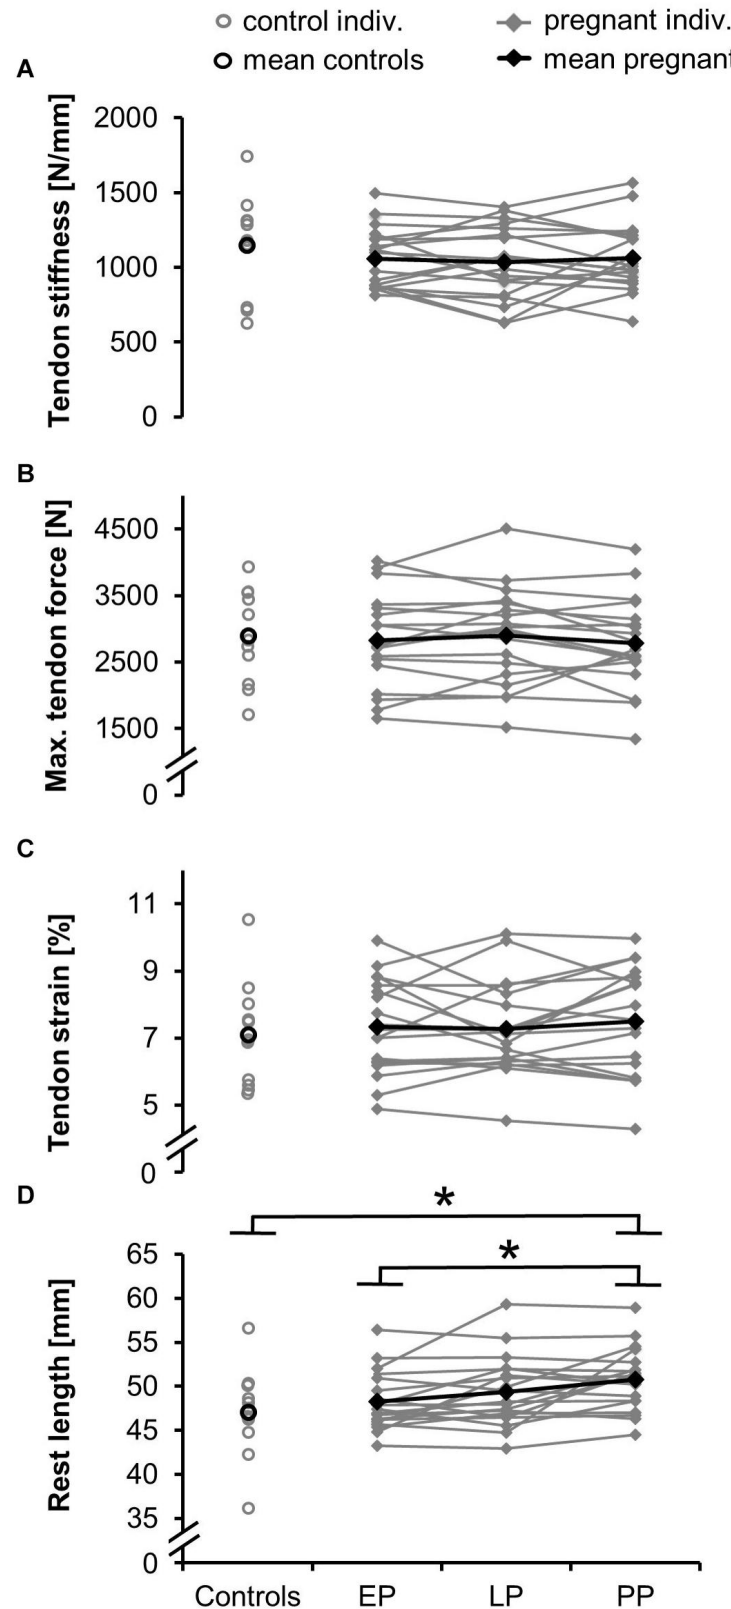 control indiv. pregnant indiv.
mean controls mean pregnant
A
Tendon stiffness [N/mm]
2000
1500
1000
500
0
B
Max. tendon force [N]
4500
3500
2500
1500
0
C
Tendon strain [%]
11
9
7
5
0
D
*
*
Rest length [mm]
65
60
55
50
45
40
35
0
Controls EP LP PP